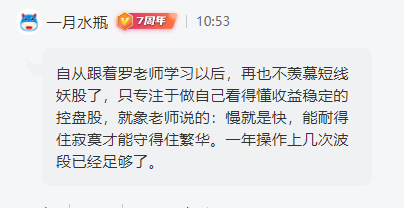 一月水瓶 7周年 10:53
自从跟着罗老师学习以后，再也不羡慕短线
妖股了，只专注于做自己看得懂收益稳定的
控盘股，就象老师说的：慢就是快，能耐得
住寂寞才能守得住繁华。一年操作上几次波
段已经足够了。